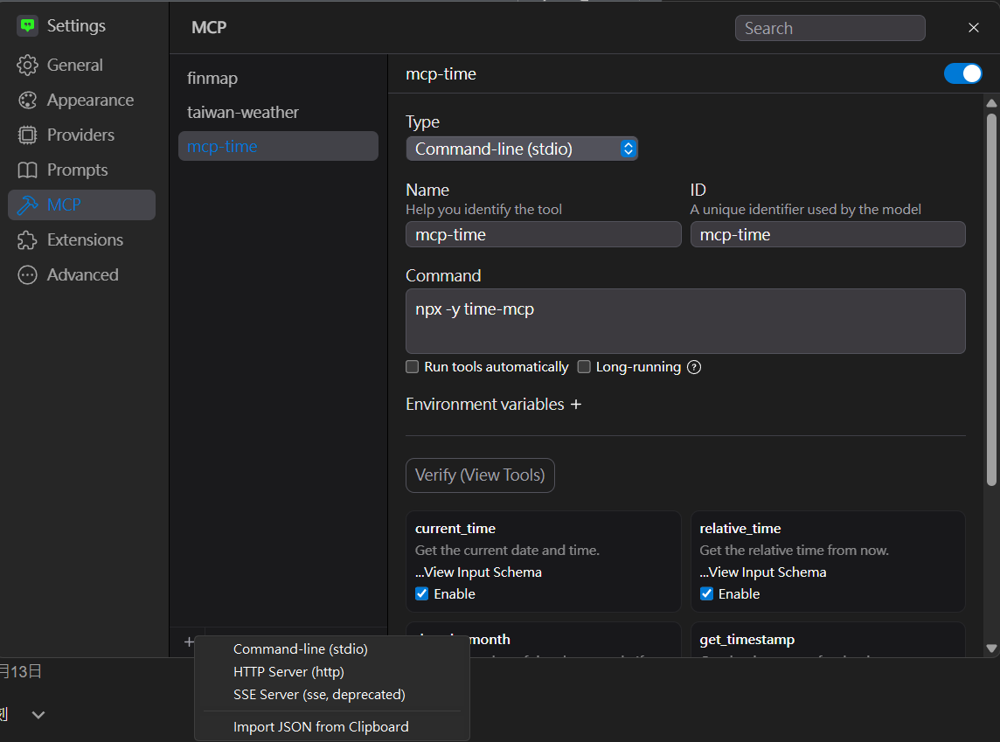 Settings
General
Appearance
Providers
Prompts
MCP
Extensions
Advanced
MCP
Search
finmap
taiwan-weather
mcp-time
mcp-time
Type
Command-line (stdio)
Name
Help you identify the tool
mcp-time
ID
A unique identifier used by the model
mcp-time
Command
npx -y time-mcp
Run tools automatically
Long-running
Environment variables +
Verify (View Tools)
current_time
Get the current date and time.
...View Input Schema
Enable
relative_time
Get the relative time from now.
...View Input Schema
Enable
month
get_timestamp
Command-line (stdio)
HTTP Server (http)
SSE Server (sse, deprecated)
Import JSON from Clipboard
月13日